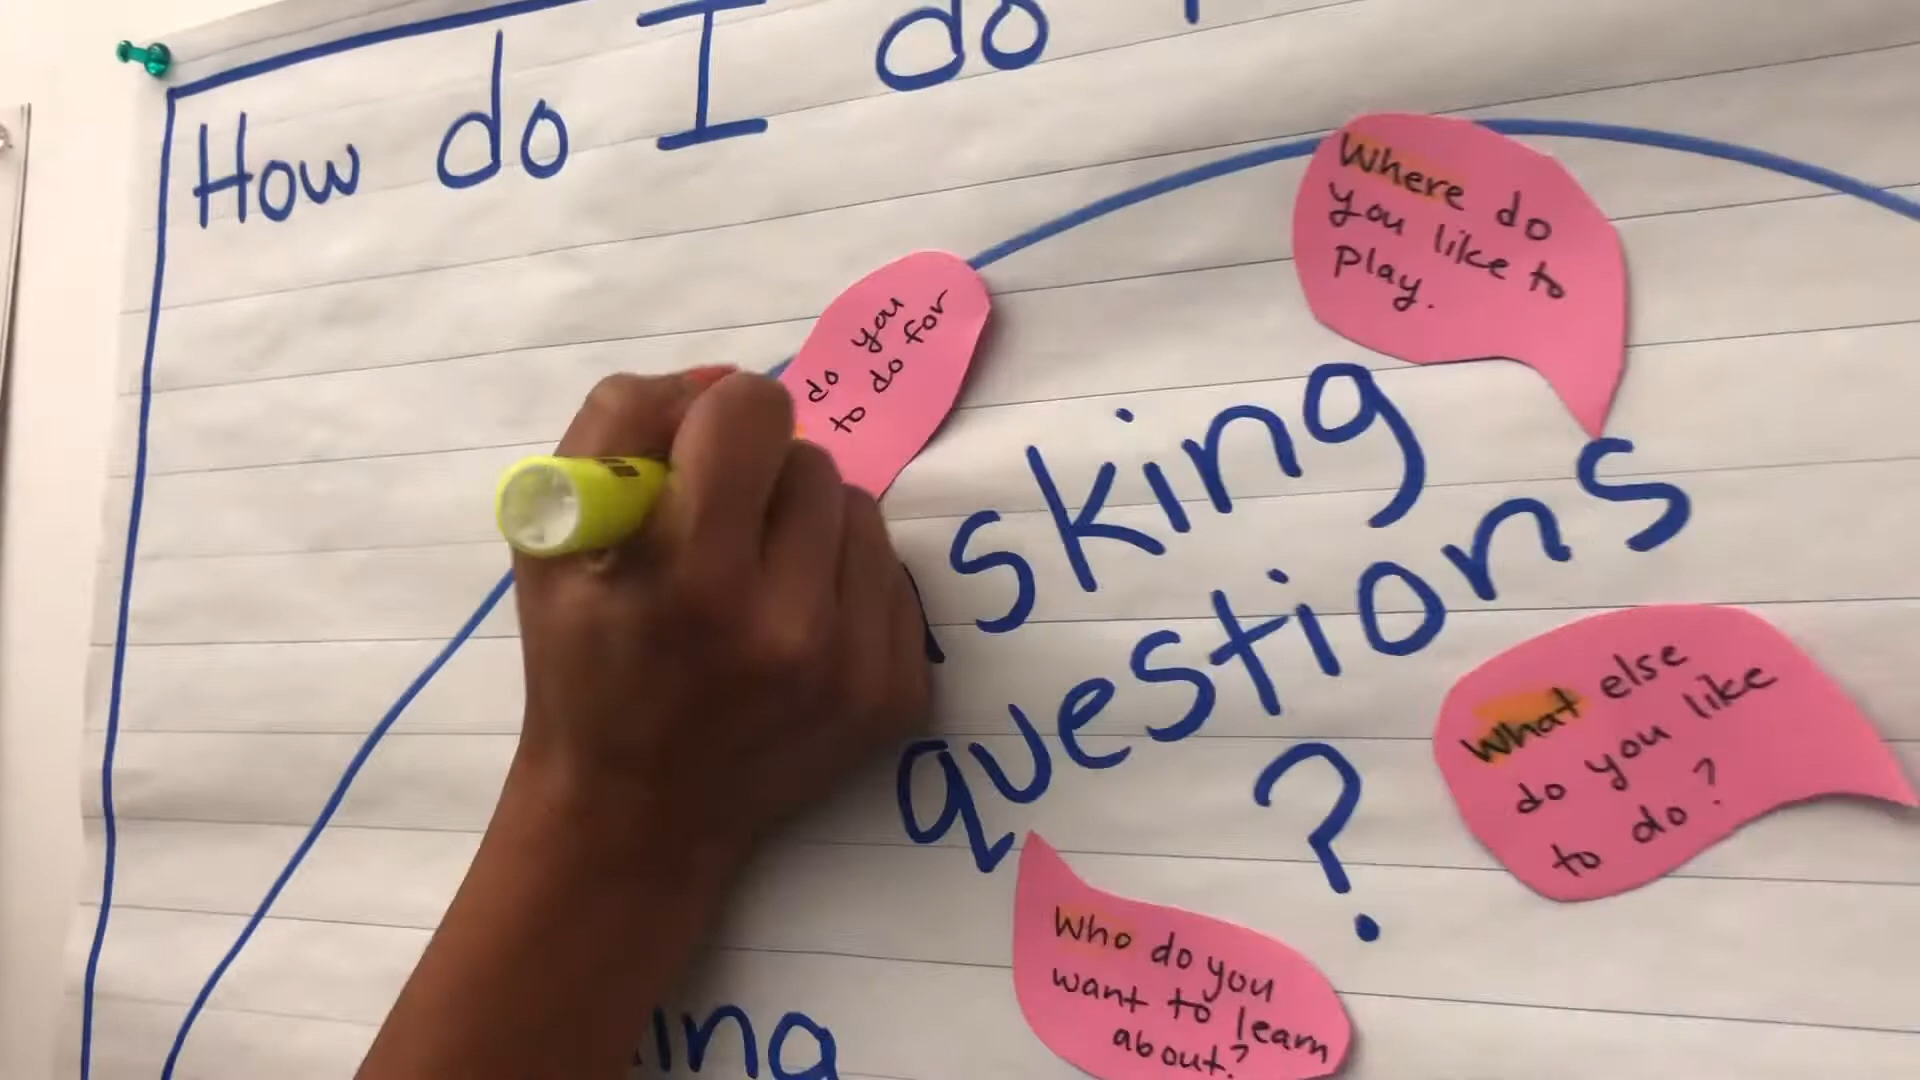 How do I do
Where do
you like to
play.
do you
to do for
sking
questions
?
What else
do you like
to do?
Who do you
want to learn
about?
ing